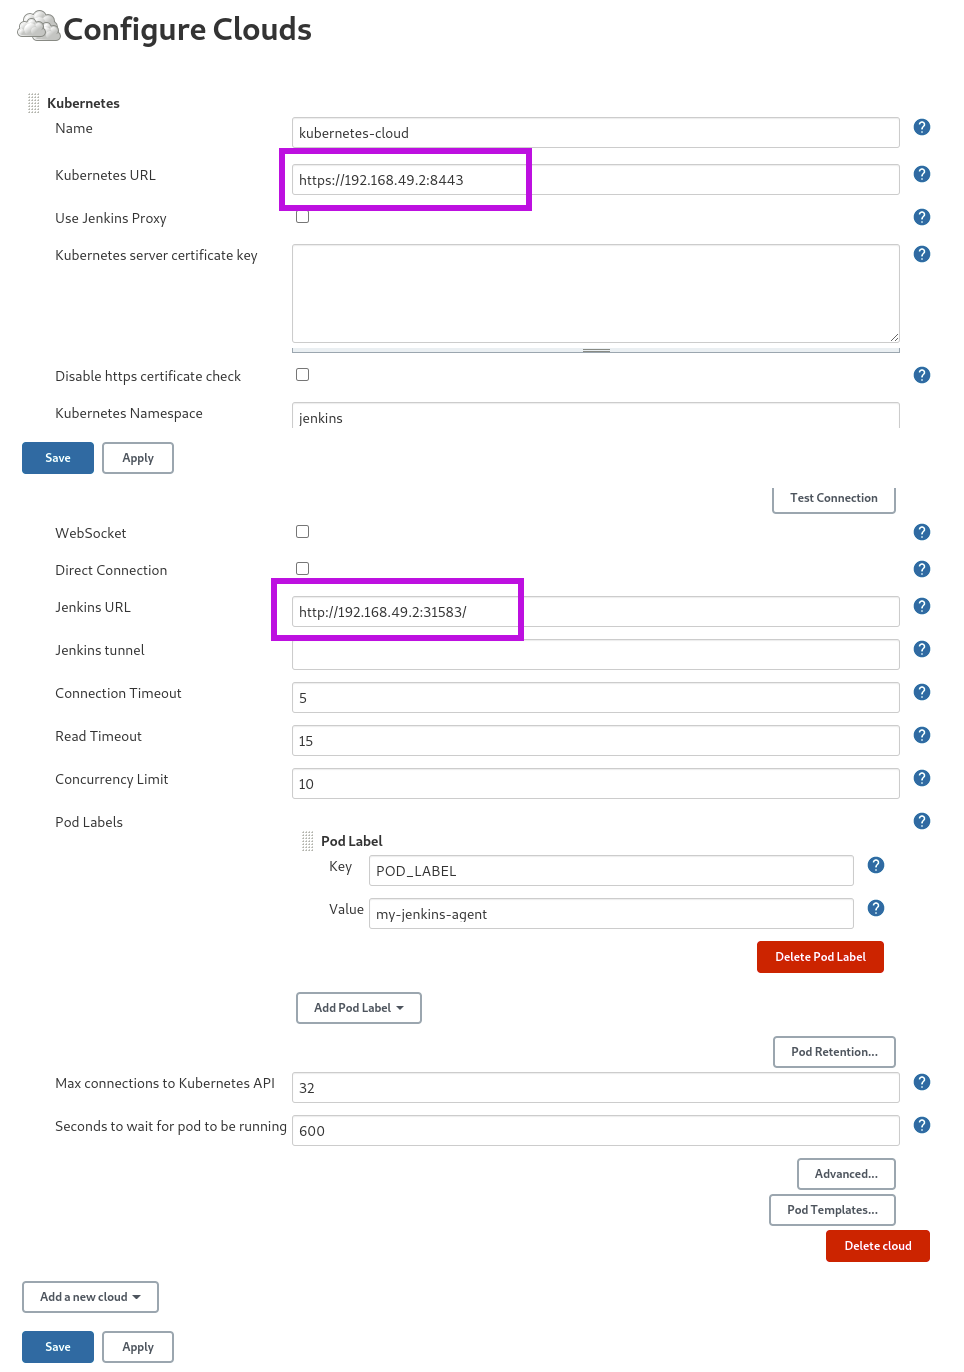 Configure Clouds
Kubernetes
Name
kubernetes-cloud
?
Kubernetes URL
https://192.168.49.2:8443
?
Use Jenkins Proxy
?
Kubernetes server certificate key
?
Disable https certificate check
?
Kubernetes Namespace
jenkins
Save
Apply
Test Connection
WebSocket
?
Direct Connection
?
Jenkins URL
http://192.168.49.2:31583/
?
Jenkins tunnel
?
Connection Timeout
5
?
Read Timeout
15
?
Concurrency Limit
10
?
Pod Labels
?
Pod Label
Key
POD_LABEL
?
Value
my-jenkins-agent
?
Delete Pod Label
Add Pod Label
Pod Retention...
Max connections to Kubernetes API
32
?
Seconds to wait for pod to be running
600
?
Advanced...
Pod Templates...
Delete cloud
Add a new cloud
Save
Apply